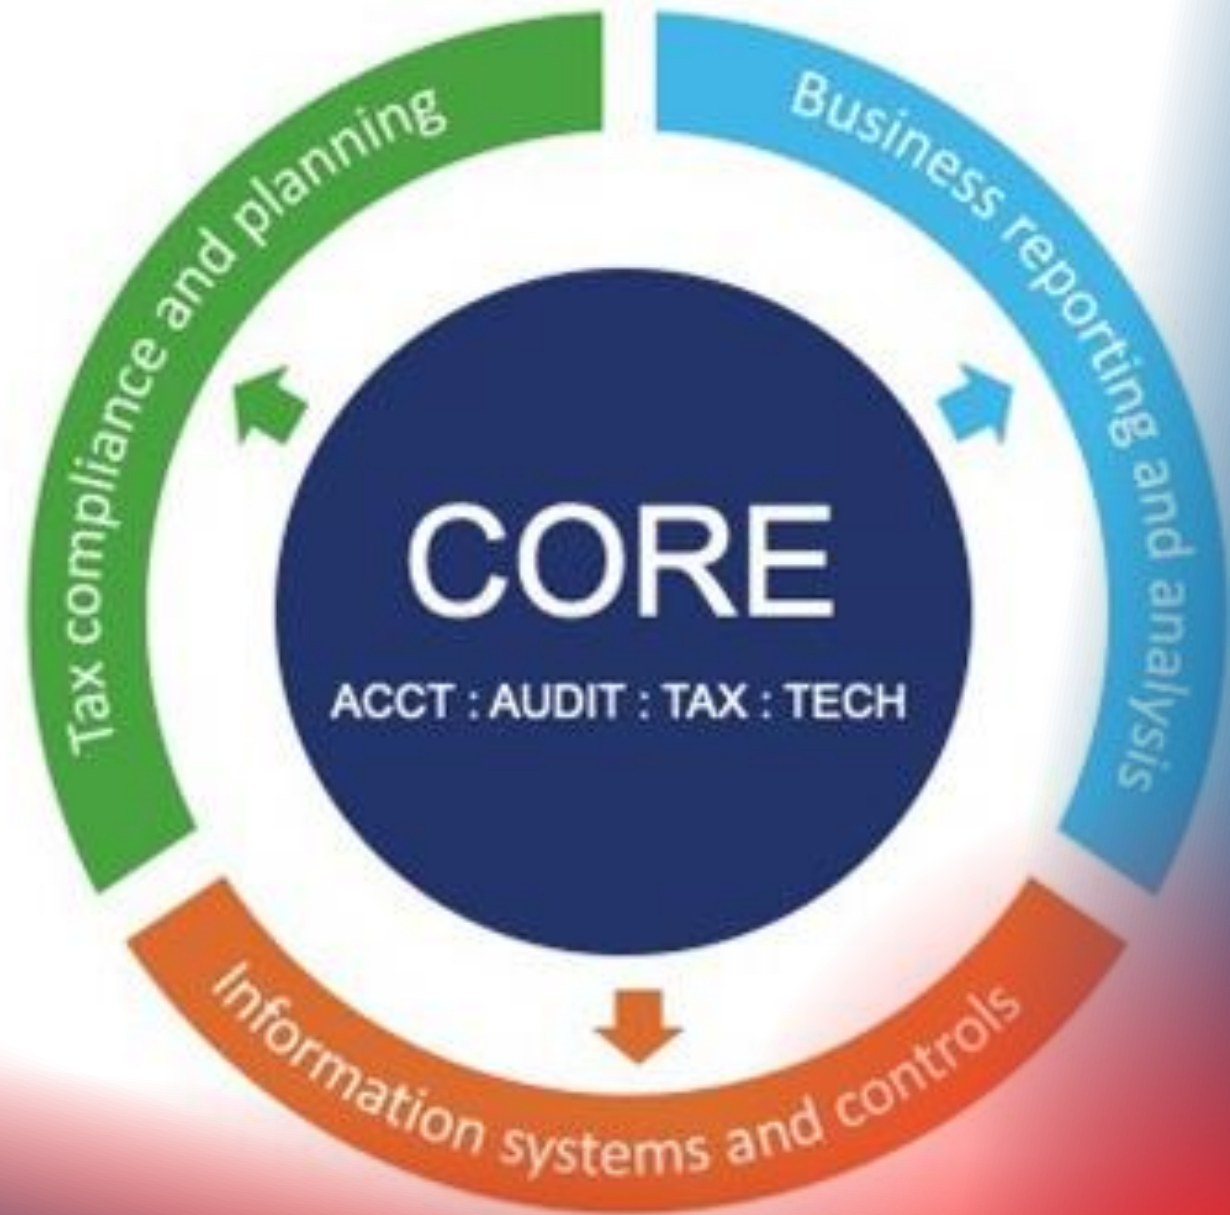 Tax compliance and planning
Business reporting and analysis
CORE
ACCT : AUDIT : TAX : TECH
Information systems and controls